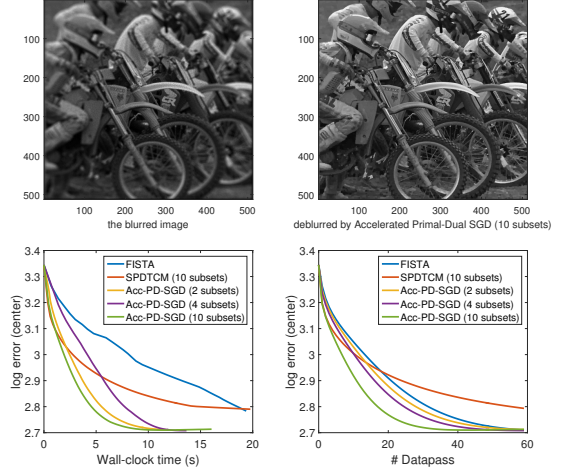 100
200
300
400
500
100 200 300 400 500
the blurred image
100
200
300
400
500
100 200 300 400 500
deblurred by Accelerated Primal-Dual SGD (10 subsets)
log error (center)
3.4
3.3
3.2
3.1
3
2.9
2.8
2.7
FISTA
SPDTCM (10 subsets)
Acc-PD-SGD (2 subsets)
Acc-PD-SGD (4 subsets)
Acc-PD-SGD (10 subsets)
0 5 10 15 20
Wall-clock time (s)
log error (center)
3.4
3.3
3.2
3.1
3
2.9
2.8
2.7
FISTA
SPDTCM (10 subsets)
Acc-PD-SGD (2 subsets)
Acc-PD-SGD (4 subsets)
Acc-PD-SGD (10 subsets)
0 20 40 60
# Datapass